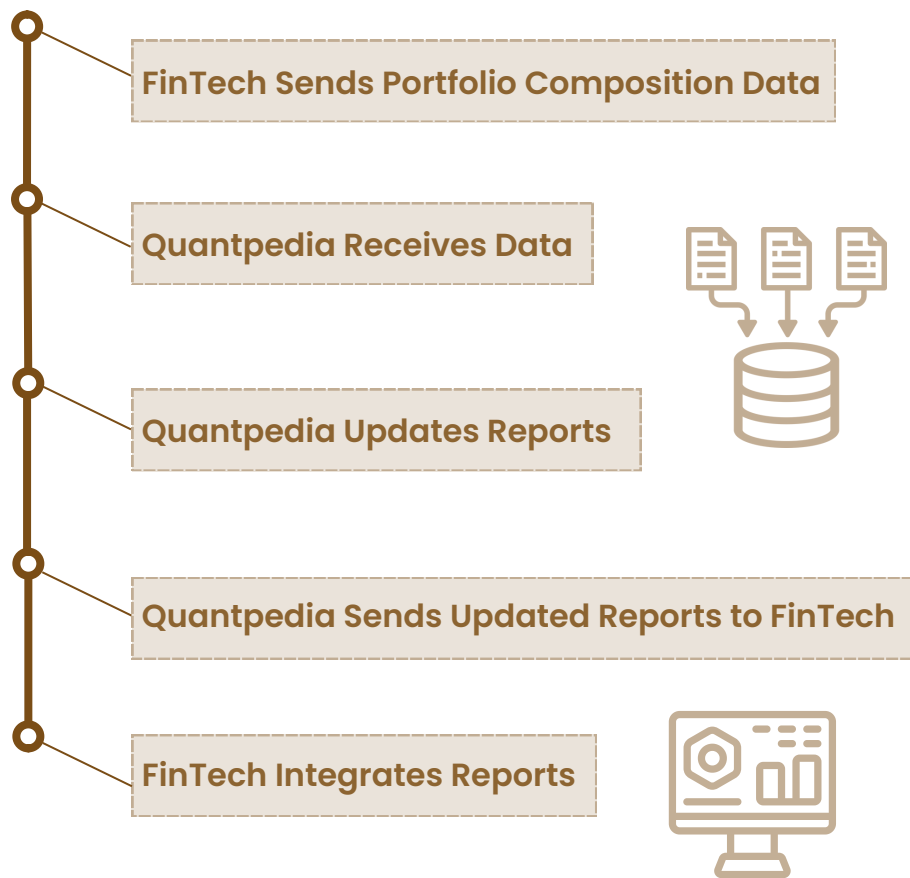 FinTech Sends Portfolio Composition Data
Quantpedia Receives Data
Quantpedia Updates Reports
Quantpedia Sends Updated Reports to FinTech
FinTech Integrates Reports